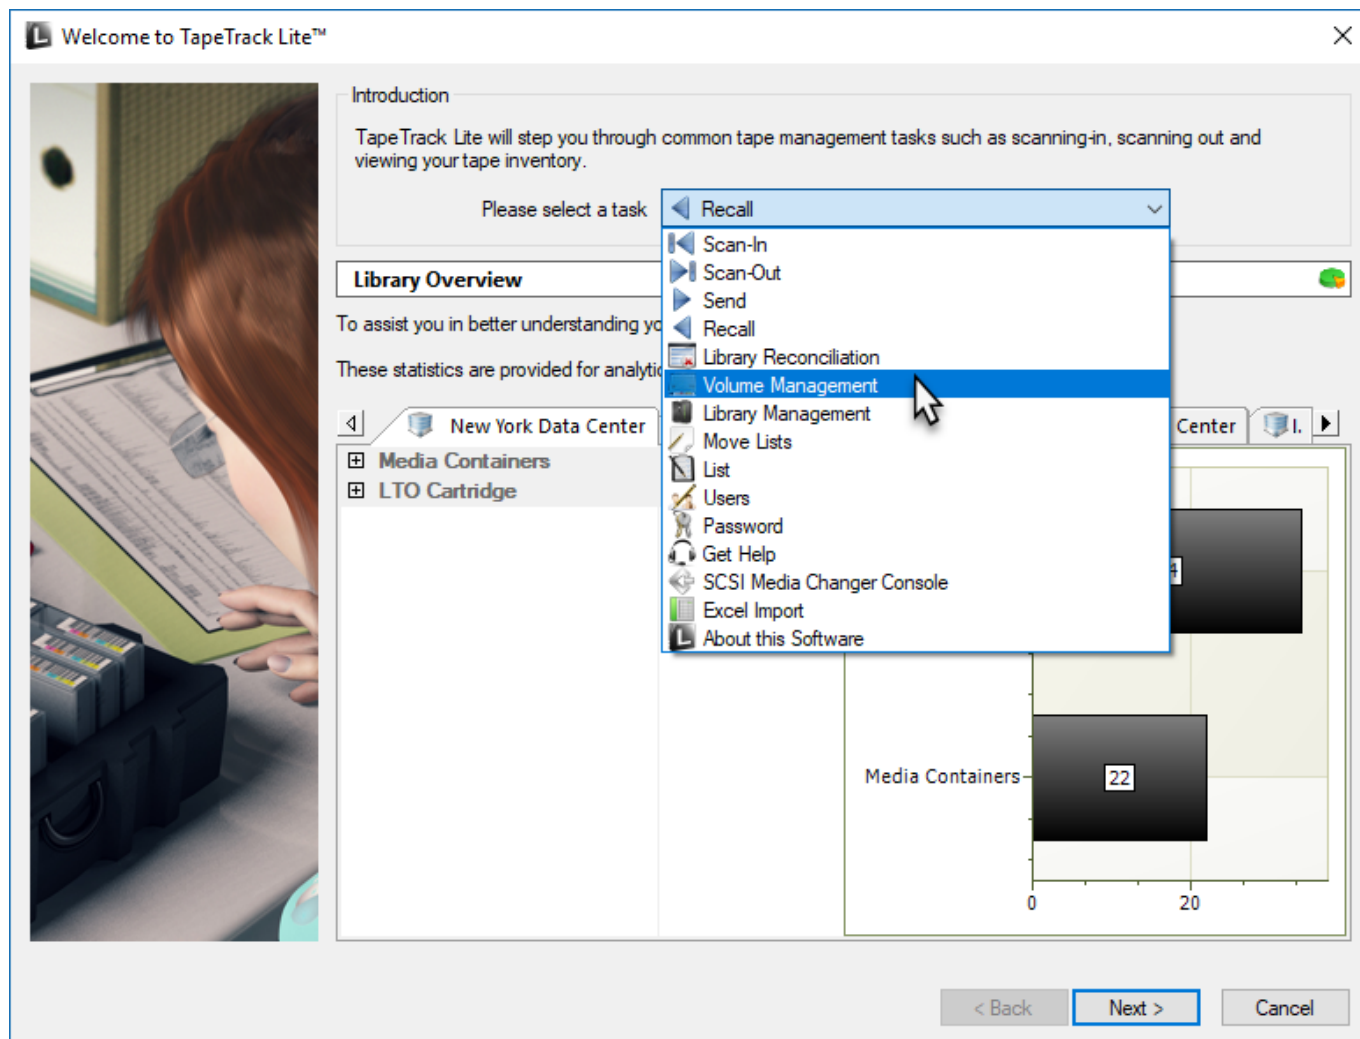 Welcome to TapeTrack Lite™
Introduction
TapeTrack Lite will step you through common tape management tasks such as scanning-in, scanning out and
viewing your tape inventory.
Please select a task
Recall
Scan-In
Scan-Out
Send
Recall
Library Reconciliation
Volume Management
Library Management
Move Lists
List
Users
Password
Get Help
SCSI Media Changer Console
Excel Import
About this Software
Library Overview
To assist you in better understanding
These statistics are provided for
New York Data Center
Center
Media Containers
LTO Cartridge
4
Media Containers
22
0
20
< Back
Next >
Cancel